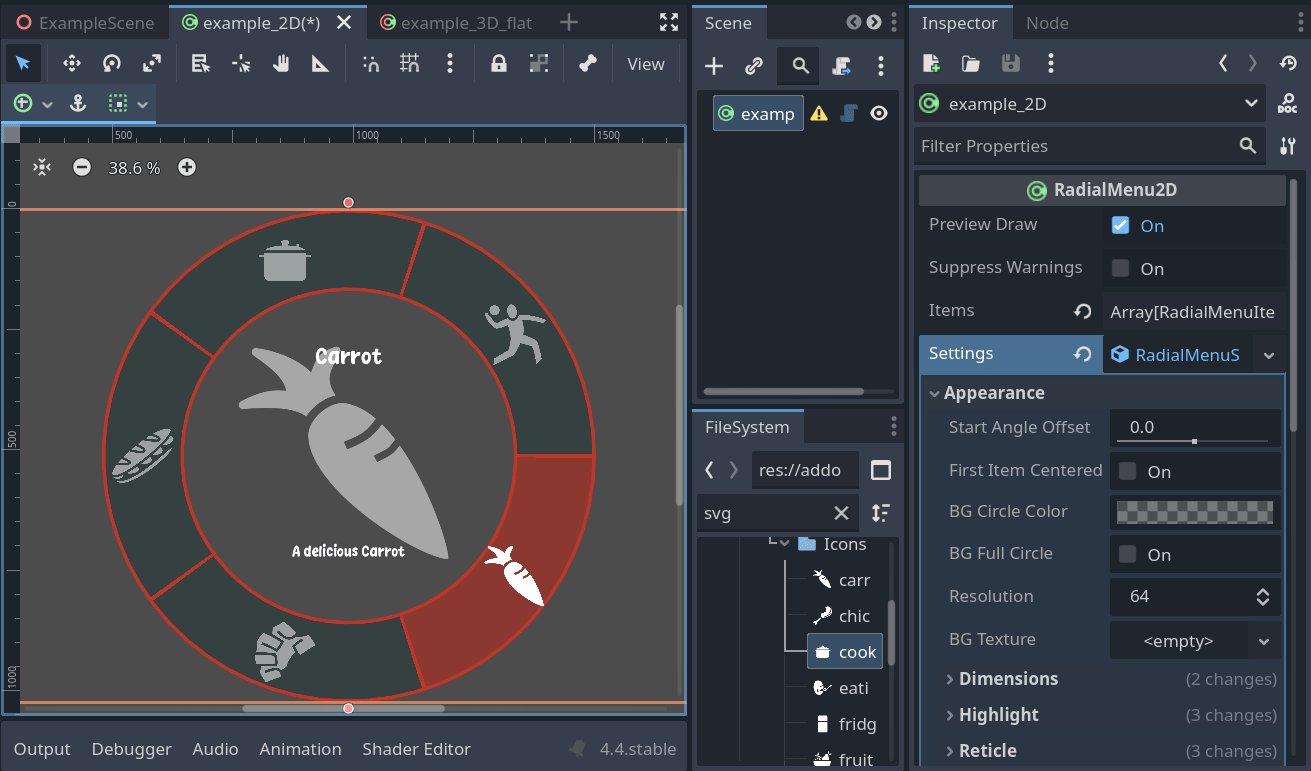 ExampleScene
example_2D(*)
example_3D_flat
View
500
1000
1500
38.6 %
0
500
1000
Carrot
A delicious Carrot
Output
Debugger
Audio
Animation
Shader Editor
4.4.stable
Scene
examp
FileSystem
res://addo
svg
Icons
carr
chic
cook
eati
fridg
fruit
Inspector
Node
example_2D
DOC
Filter Properties
RadialMenu2D
Preview Draw On
Suppress Warnings On
Items Array[RadialMenuIte
Settings RadialMenuS
Appearance
Start Angle Offset 0.0
First Item Centered On
BG Circle Color
BG Full Circle On
Resolution 64
BG Texture <empty>
Dimensions (2 changes)
Highlight (3 changes)
Reticle (3 changes)